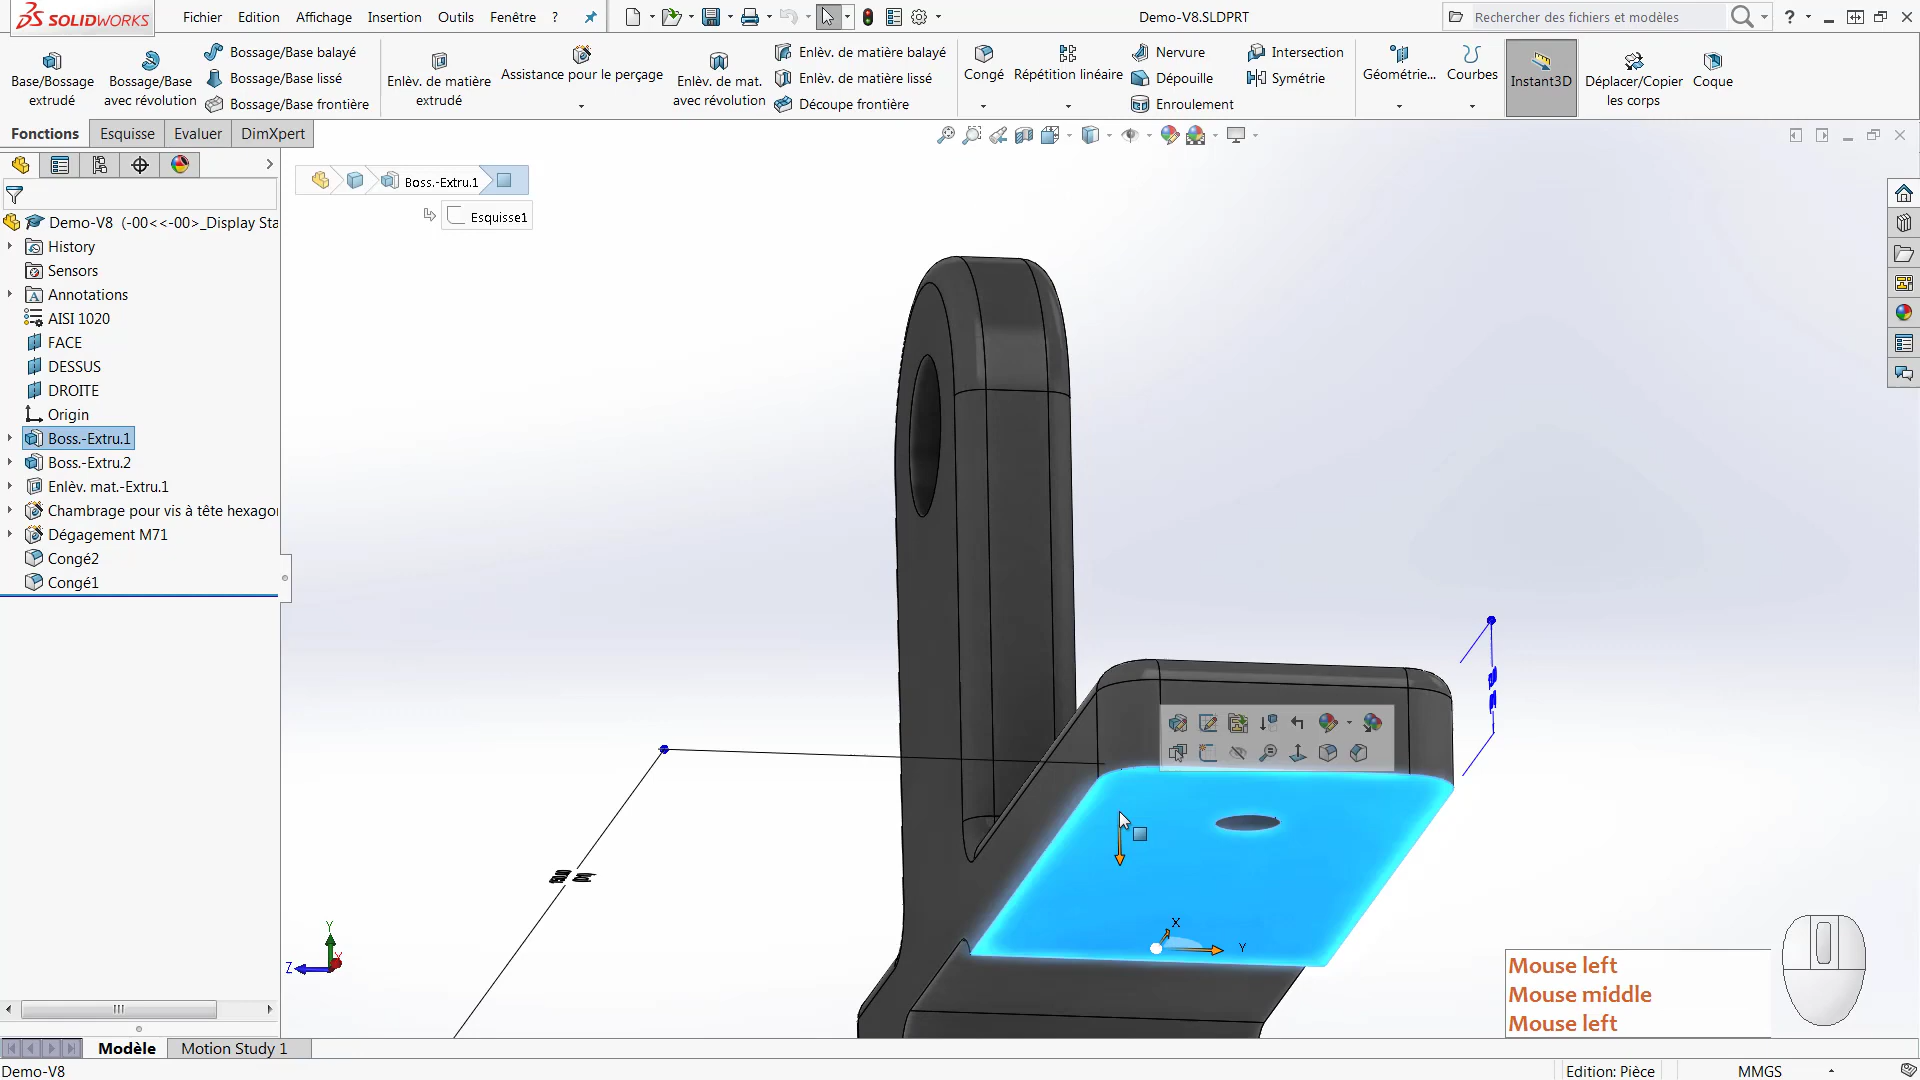 SOLIDWORKS
Fichier Edition Affichage Insertion Outils Fenêtre ?
Demo-V8.SLDPRT
Rechercher des fichiers et modèles
?
Base/Bossage extrudé
Bossage/Base avec révolution
Bossage/Base balayé
Bossage/Base lissé
Bossage/Base frontière
Enlèv. de matière extrudé
Assistance pour le perçage
Enlèv. de mat. avec révolution
Enlèv. de matière balayé
Enlèv. de matière lissé
Découpe frontière
Congé
Répétition linéaire
Nervure
Dépouille
Enroulement
Intersection
Symétrie
Géométrie...
Courbes
Instant3D
Déplacer/Copier les corps
Coque
Fonctions Esquisse Evaluer DimXpert
Boss.-Extru.1
Esquisse1
Demo-V8 (-00<<-00>_Display Sta
History
Sensors
Annotations
AISI 1020
FACE
DESSUS
DROITE
Origin
Boss.-Extru.1
Boss.-Extru.2
Enlèv. mat.-Extru.1
Chambrage pour vis à tête hexagon
Dégagement M71
Congé2
Congé1
X
Y
Y
Z
Mouse left
Mouse middle
Mouse left
Modèle Motion Study 1
Demo-V8
Edition: Pièce
MMGS